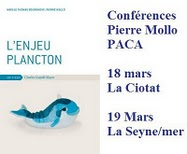 L'ENJEU
PLANCTON
Conférences
Pierre Mollo
PACA
18 mars
La Ciotat
19 Mars
La Seyne/mer